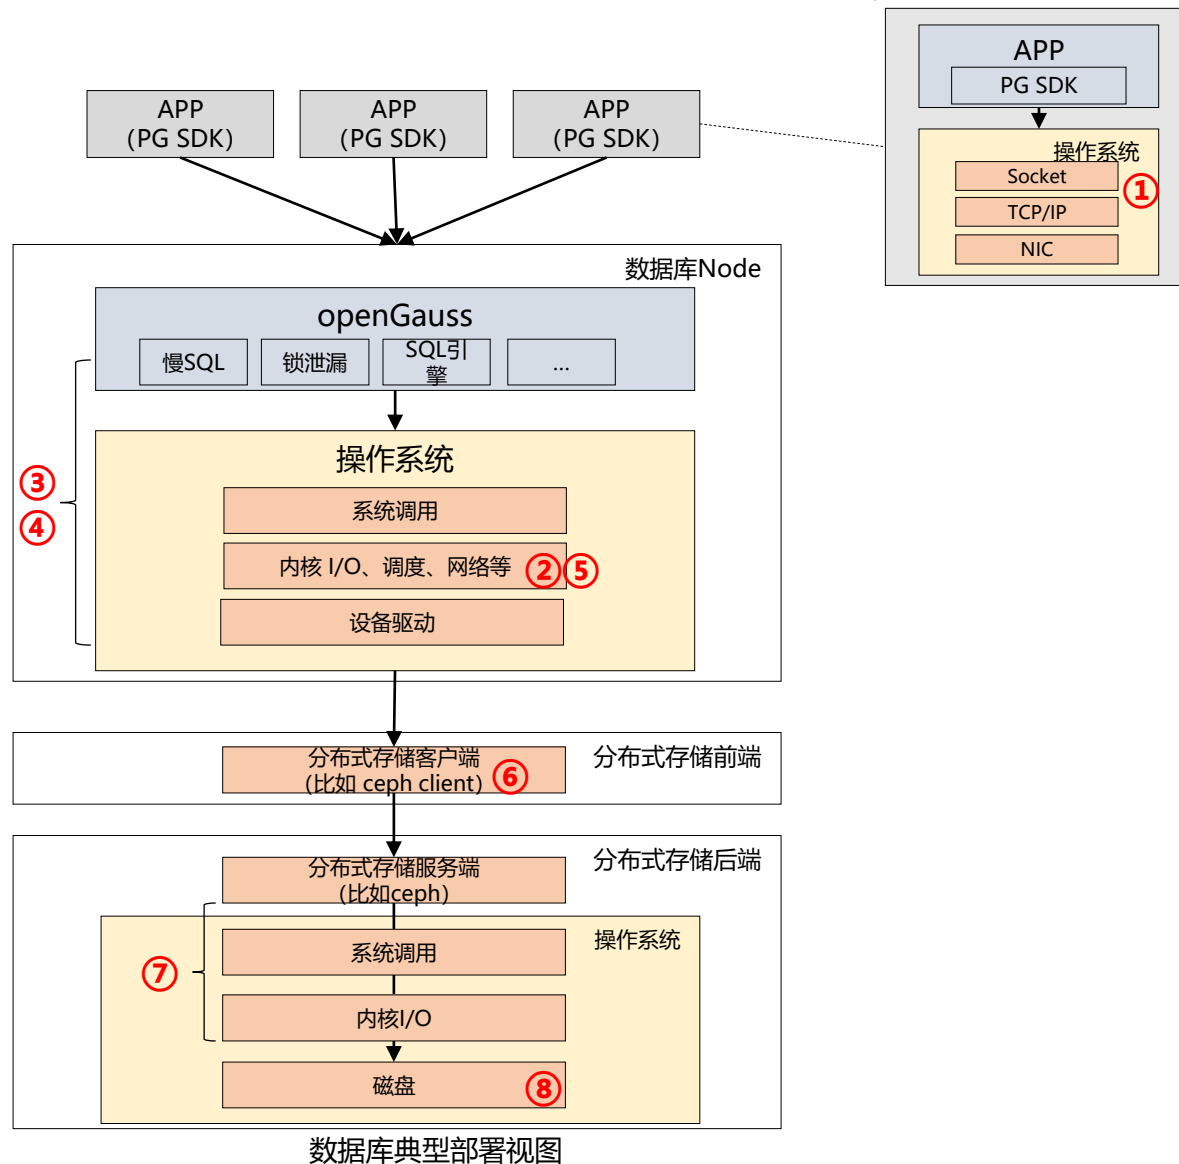 APP
PG SDK
操作系统
Socket
①
TCP/IP
NIC
APP
(PG SDK)
APP
(PG SDK)
APP
(PG SDK)
数据库Node
openGauss
慢SQL
锁泄漏
SQL引
擎
...
操作系统
③
④
系统调用
内核 I/O、调度、网络等
②⑤
设备驱动
分布式存储前端
分布式存储客户端
(比如 ceph client)
⑥
分布式存储后端
分布式存储服务端
(比如ceph)
操作系统
系统调用
⑦
内核I/O
磁盘
⑧
数据库典型部署视图